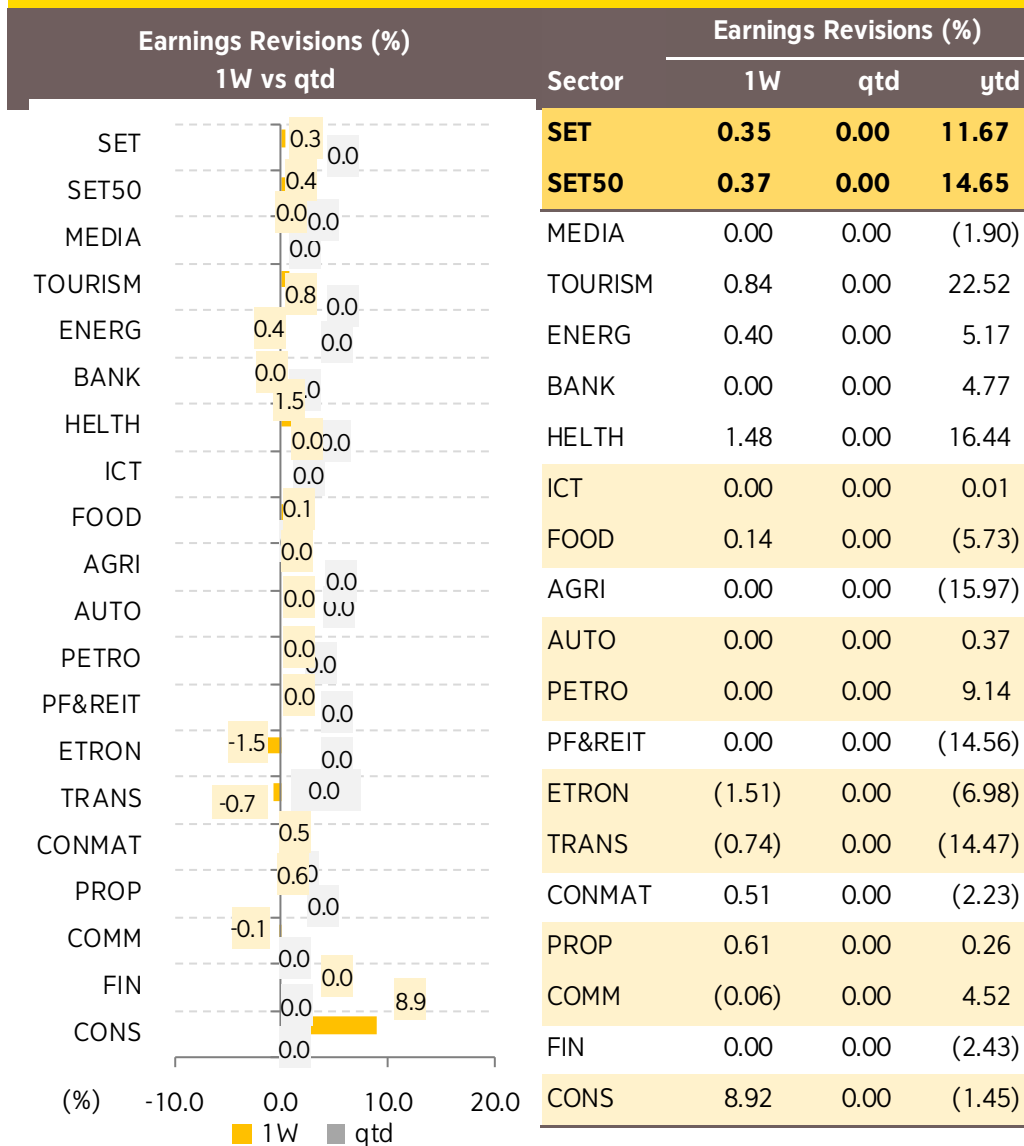 Earnings Revisions (%)
1W vs qtd
SET 0.3 0.0
SET50 0.4
0.0 0.0
MEDIA 0.0
TOURISM 0.8 0.0
ENERG 0.4 0.0
BANK 0.0
1.5
HELTH 0.0 0.0
ICT 0.0
FOOD 0.1
AGRI 0.0
0.0
AUTO 0.0 0.0
PETRO 0.0 0.0
PF&REIT 0.0 0.0
ETRON -1.5 0.0
TRANS -0.7 0.0
CONMAT 0.5
PROP 0.6 0.0
COMM -0.1
0.0
FIN 0.0
0.0 8.9
CONS 0.0
(%) -10.0 0.0 10.0 20.0
1W qtd
Earnings Revisions (%)
Sector 1W qtd ytd
SET 0.35 0.00 11.67
SET50 0.37 0.00 14.65
MEDIA 0.00 0.00 (1.90)
TOURISM 0.84 0.00 22.52
ENERG 0.40 0.00 5.17
BANK 0.00 0.00 4.77
HELTH 1.48 0.00 16.44
ICT 0.00 0.00 0.01
FOOD 0.14 0.00 (5.73)
AGRI 0.00 0.00 (15.97)
AUTO 0.00 0.00 0.37
PETRO 0.00 0.00 9.14
PF&REIT 0.00 0.00 (14.56)
ETRON (1.51) 0.00 (6.98)
TRANS (0.74) 0.00 (14.47)
CONMAT 0.51 0.00 (2.23)
PROP 0.61 0.00 0.26
COMM (0.06) 0.00 4.52
FIN 0.00 0.00 (2.43)
CONS 8.92 0.00 (1.45)